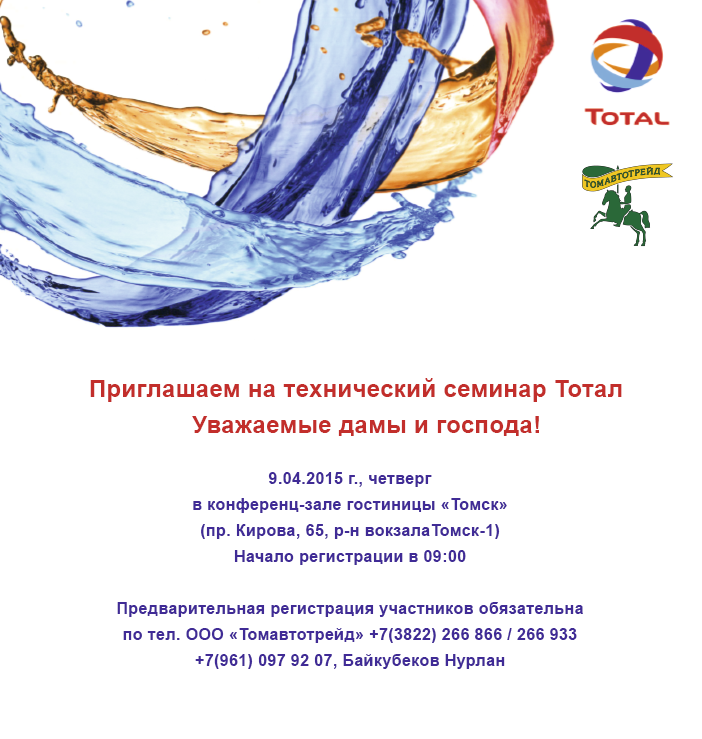 TOTAL
ТОМАВТОТРЕЙД
Приглашаем на технический семинар Тотал
Уважаемые дамы и господа!
9.04.2015 г., четверг
в конференц-зале гостиницы «Томск»
(пр. Кирова, 65, р-н вокзалаТомск-1)
Начало регистрации в 09:00
Предварительная регистрация участников обязательна
по тел. ООО «Томавтотрейд» +7(3822) 266 866 / 266 933
+7(961) 097 92 07, Байкубеков Нурлан